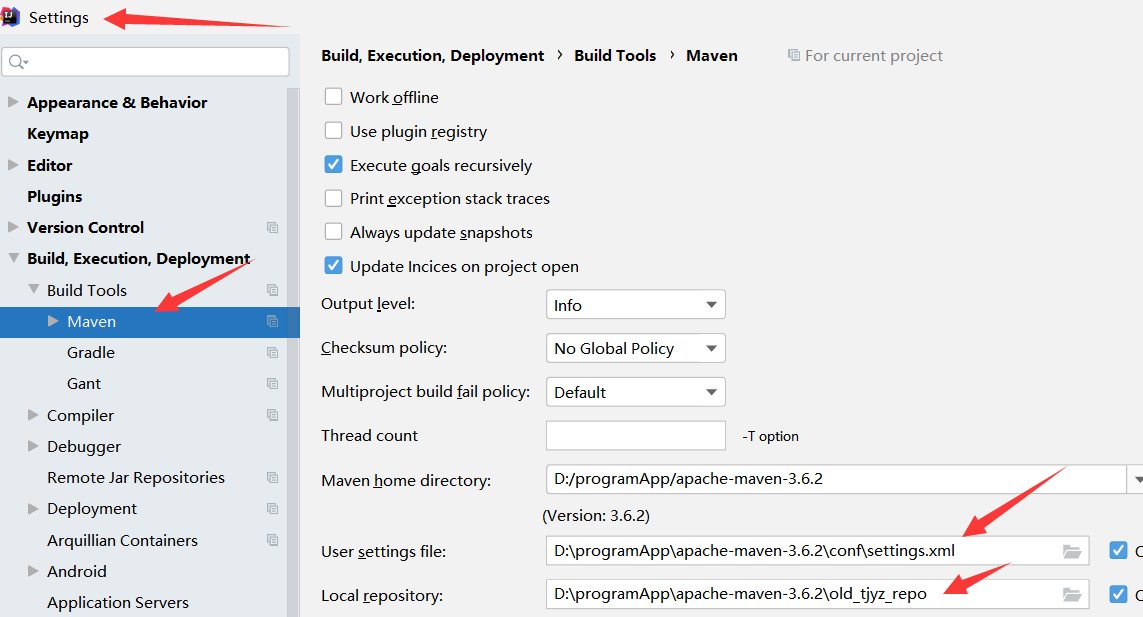 Settings
Build, Execution, Deployment › Build Tools › Maven For current project
Appearance & Behavior
Keymap
Editor
Plugins
Version Control
Build, Execution, Deployment
Build Tools
Maven
Gradle
Gant
Compiler
Debugger
Remote Jar Repositories
Deployment
Arquillian Containers
Android
Application Servers
Work offline
Use plugin registry
Execute goals recursively
Print exception stack traces
Always update snapshots
Update Incices on project open
Output level: Info
Checksum policy: No Global Policy
Multiproject build fail policy: Default
Thread count -T option
Maven home directory: D:/programApp/apache-maven-3.6.2
(Version: 3.6.2)
User settings file: D:\programApp\apache-maven-3.6.2\conf\settings.xml
Local repository: D:\programApp\apache-maven-3.6.2\old_tjyz_repo